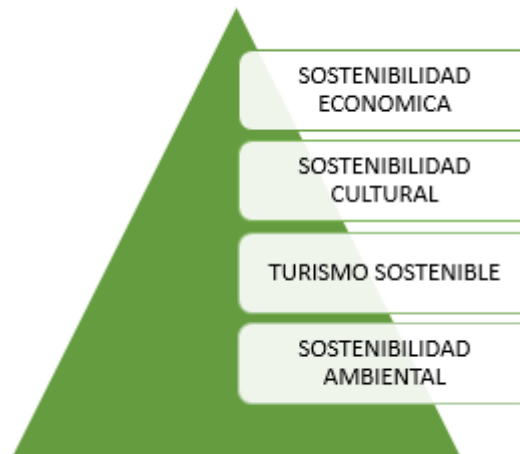 SOSTENIBILIDAD
ECONOMICA
SOSTENIBILIDAD
CULTURAL
TURISMO SOSTENIBLE
SOSTENIBILIDAD
AMBIENTAL